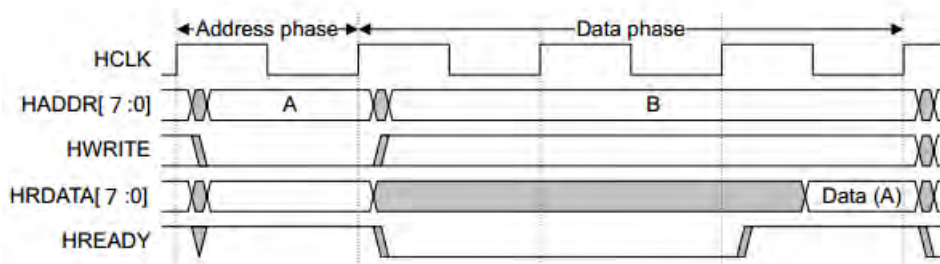 Address phase Data phase
HCLK
HADDR[ 7 :0] A B
HWRITE
HRDATA[ 7 :0] Data (A)
HREADY